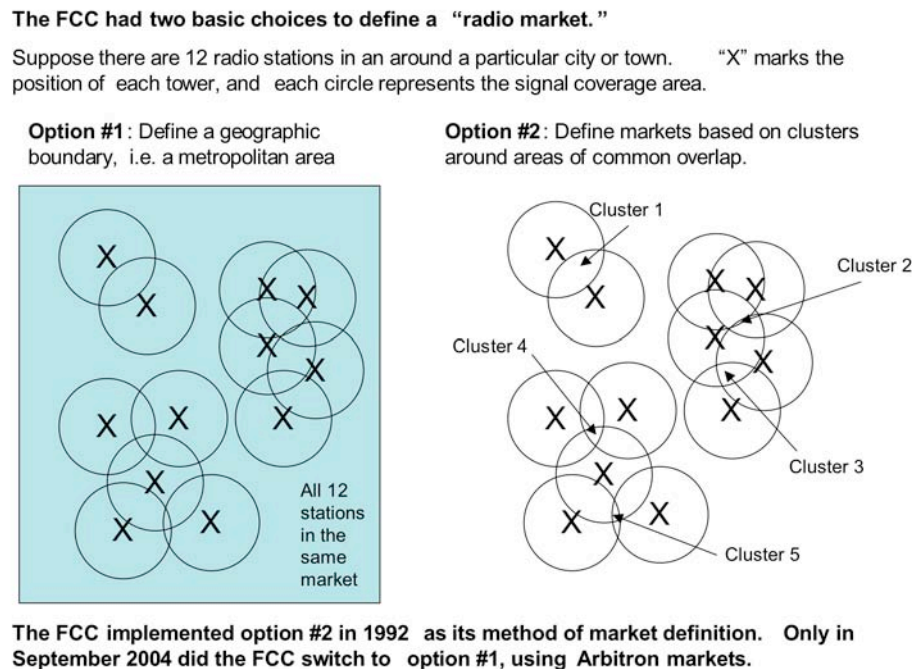 The FCC had two basic choices to define a “radio market.”
Suppose there are 12 radio stations in an around a particular city or town. “X” marks the
position of each tower, and each circle represents the signal coverage area.
Option #1: Define a geographic
boundary, i.e. a metropolitan area
X
X
X
X
X
X
X
X
X
X
X
X
All 12
stations
in the
same
market
Option #2: Define markets based on clusters
around areas of common overlap.
Cluster 1
X
X
X
X
Cluster 2
X
Cluster 4
X
X
X
X
Cluster 3
X
X
X
Cluster 5
The FCC implemented option #2 in 1992 as its method of market definition. Only in
September 2004 did the FCC switch to option #1, using Arbitron markets.